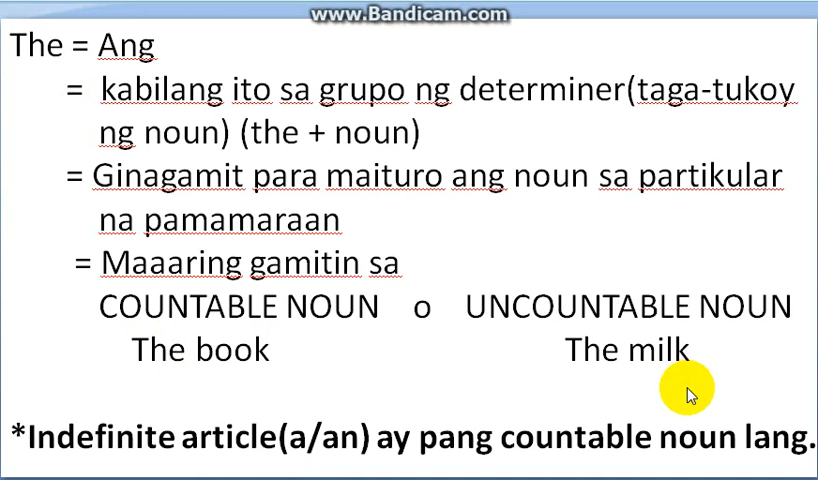 www.Bandicam.com
The = Ang
= kabilang ito sa grupo ng determiner(taga-tukoy
ng noun) (the + noun)
= Ginagamit para maituro ang noun sa partikular
na pamamaraan
= Maaaring gamitin sa
COUNTABLE NOUN o UNCOUNTABLE NOUN
The book The milk
*Indefinite article(a/an) ay pang countable noun lang.